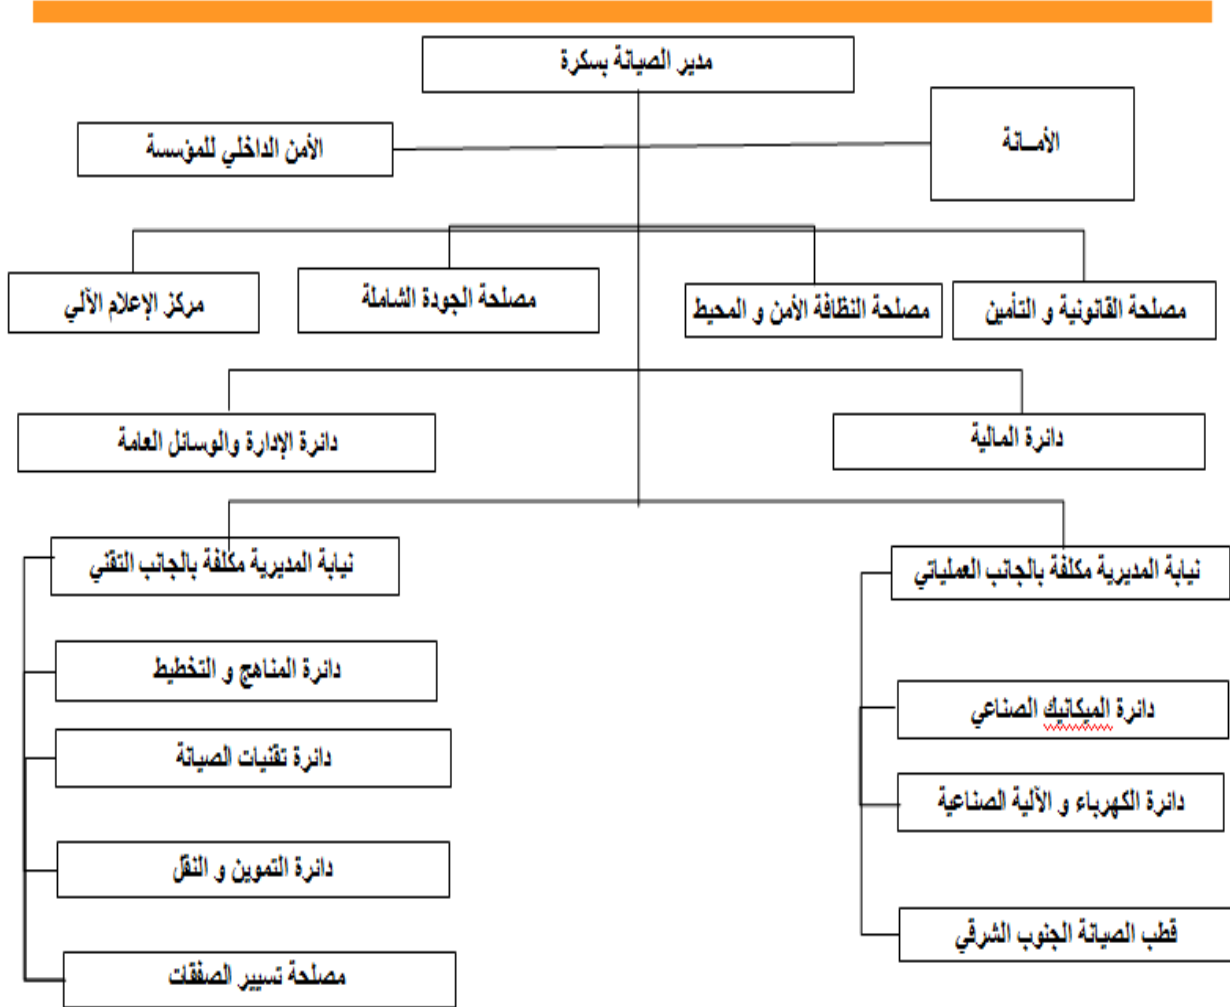 مدير الصيانة بسكرة
الأمــانة
الأمن الداخلي للمؤسسة
مصلحة القانونية و التأمين
مصلحة النظافة الأمن و المحيط
مصلحة الجودة الشاملة
مركز الإعلام الآلي
دائرة المالية
دائرة الإدارة والوسائل العامة
نيابة المديرية مكلفة بالجانب العملياتي
دائرة الميكانيك الصناعي
دائرة الكهرباء و الآلية الصناعية
قطب الصيانة الجنوب الشرقي
نيابة المديرية مكلفة بالجانب التقني
دائرة المناهج و التخطيط
دائرة تقنيات الصيانة
دائرة التموين و النقل
مصلحة تسيير الصفقات